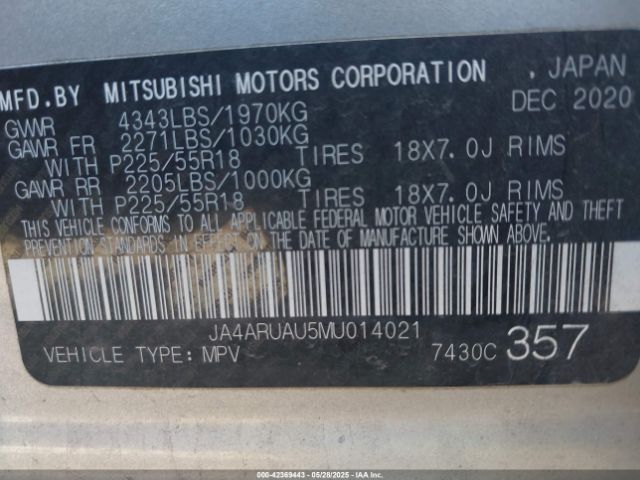 MFD.BY MITSUBISHI MOTORS CORPORATION , JAPAN
GVWR 4343LBS/1970KG DEC 2020
GAWR FR 2271LBS/1030KG
WITH P225/55R18 TIRES 18X7.0J RIMS
GAWR RR 2205LBS/1000KG
WITH P225/55R18 TIRES 18X7.0J RIMS
THIS VEHICLE CONFORMS TO ALL APPLICABLE FEDERAL MOTOR VEHICLE SAFETY AND THEFT
PREVENTION STANDARDS IN EFFECT ON THE DATE OF MANUFACTURE SHOWN ABOVE.
JA4ARUAU5MU014021
VEHICLE TYPE: MPV 7430C 357
000-42369443 - 05/28/2025 - IAAI.COM